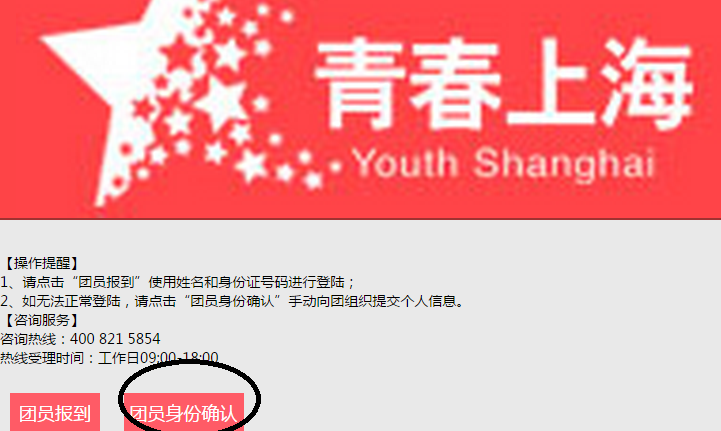 青春上海
Youth Shanghai
【操作提醒】
1、请点击“团员报到”使用姓名和身份证号码进行登陆；
2、如无法正常登陆，请点击“团员身份确认”手动向团组织提交个人信息。
【咨询服务】
咨询热线：400 821 5854
热线受理时间：工作日09:00-18:00
团员报到 团员身份确认